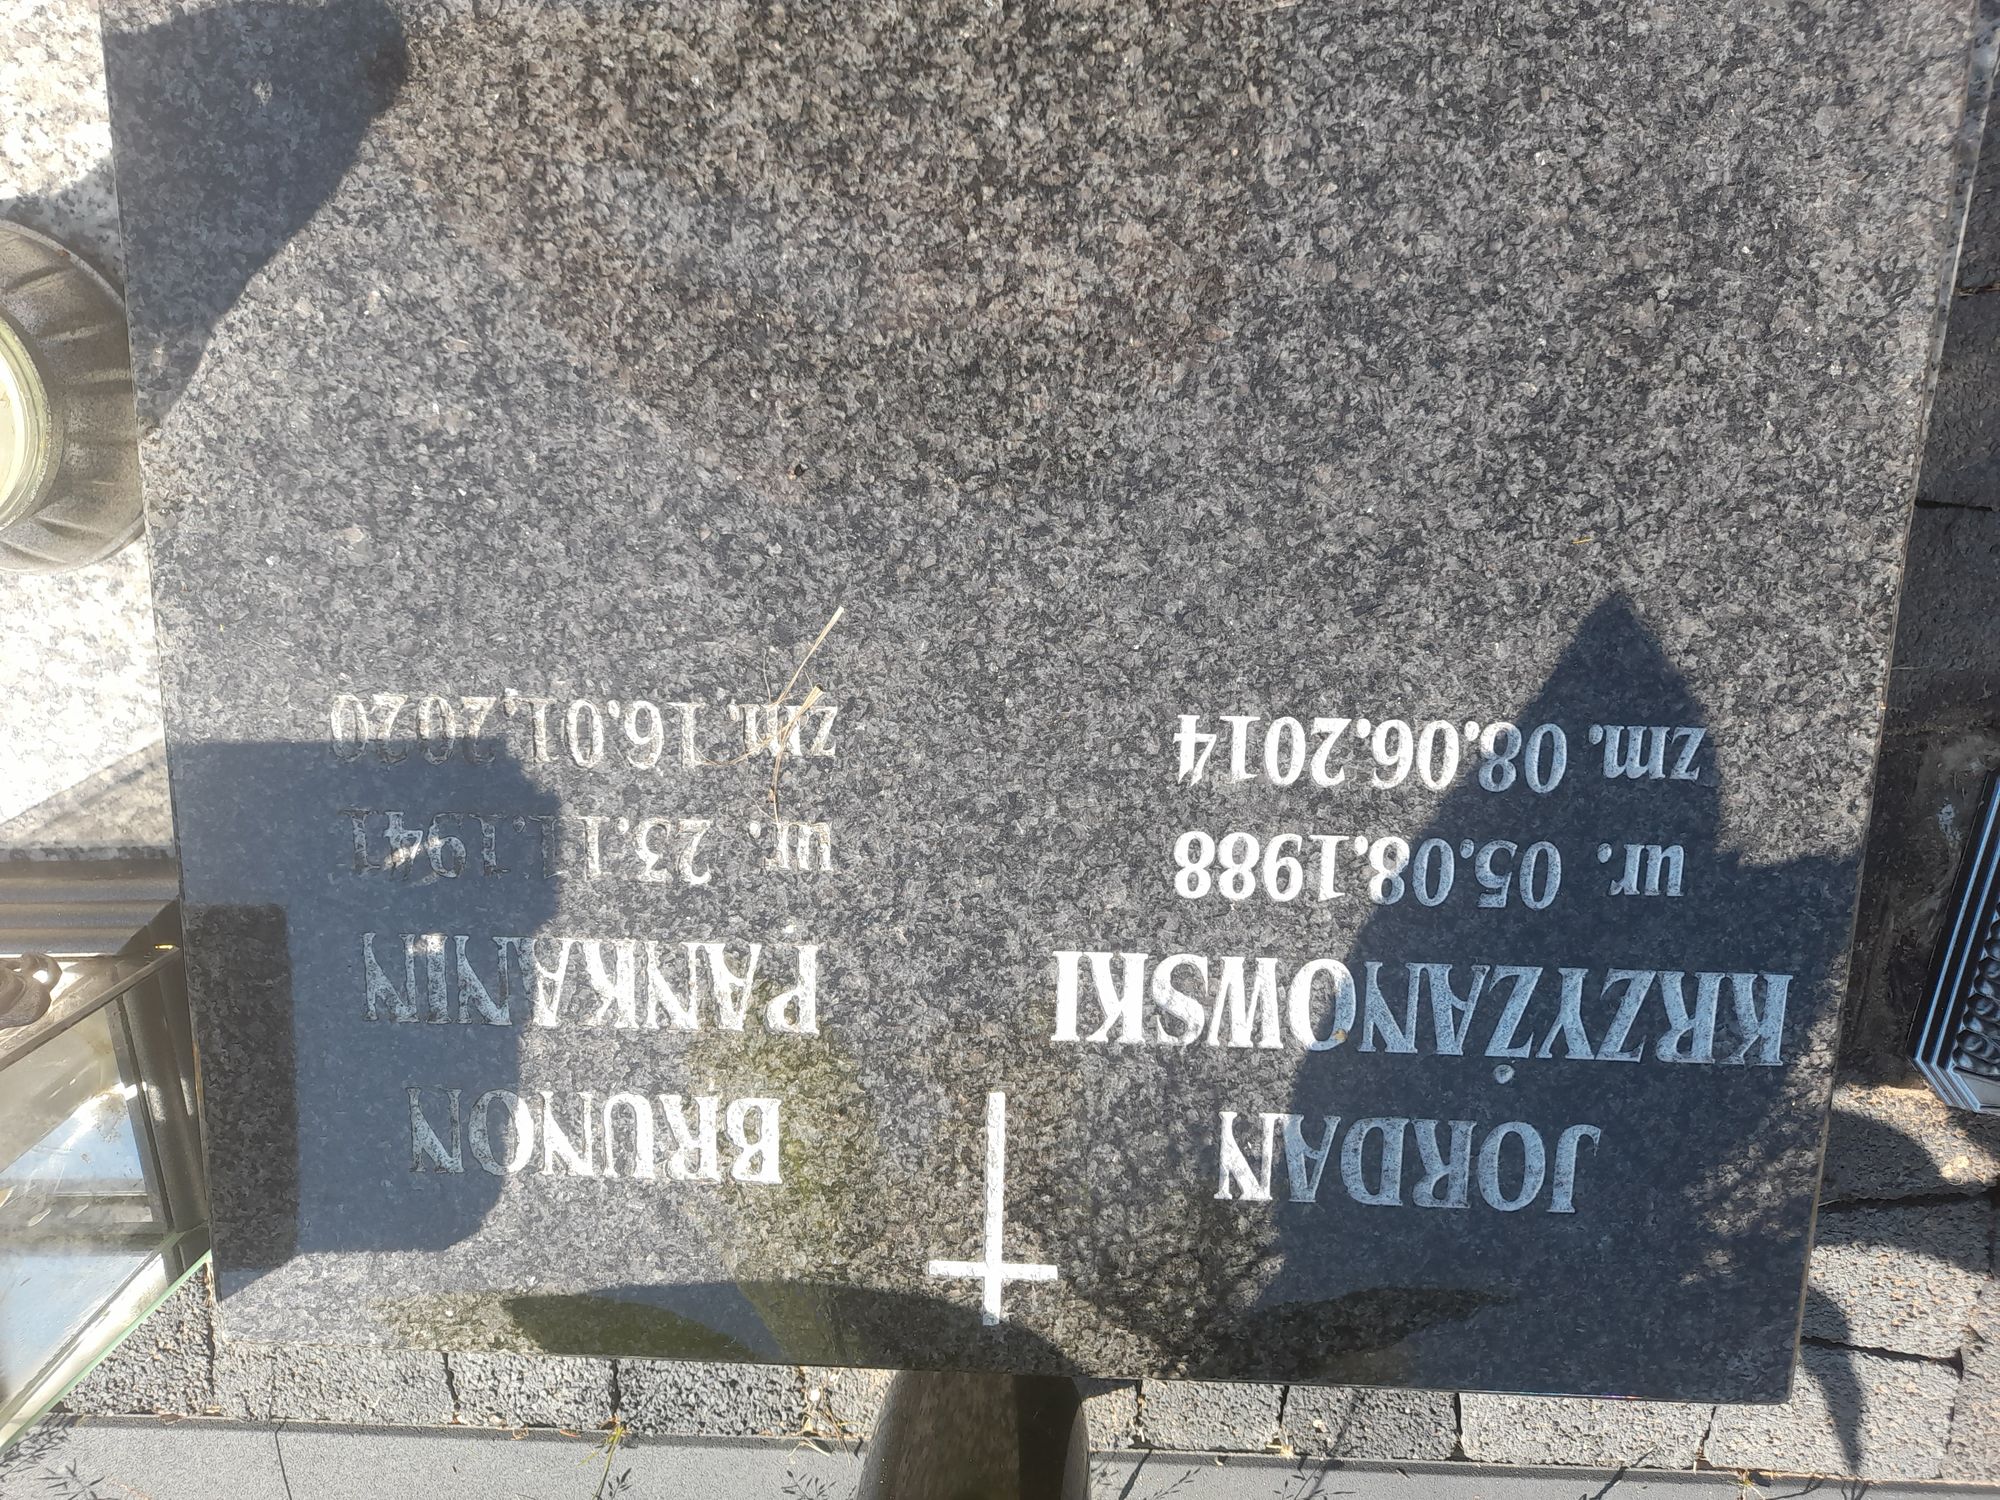 JORDAN
KRZYŻANOWSKI
ur. 05.08.1988
zm. 08.06.2014
BRUNON
PANKANIN
ur. 23.11.1941
zm. 16.01.2020